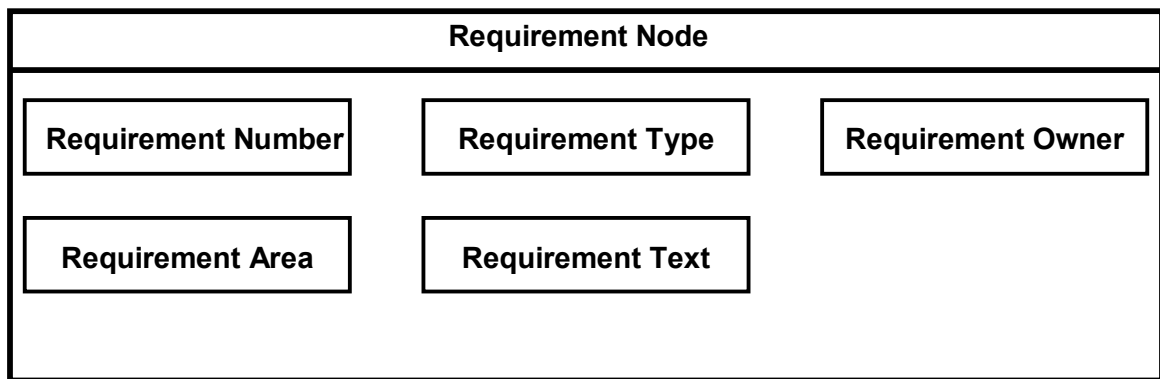 Requirement Node
Requirement Number
Requirement Type
Requirement Owner
Requirement Area
Requirement Text